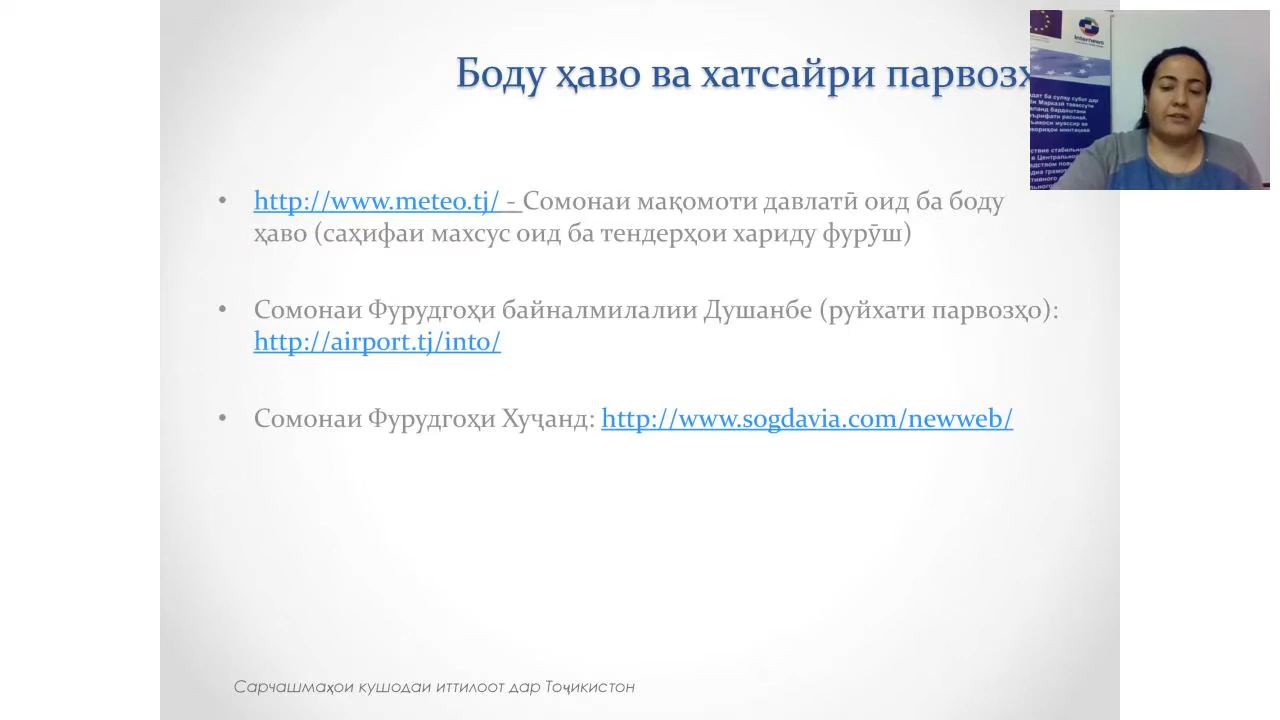 Боду ҳаво ва хатсайри парвозҳ
http://www.meteo.tj/ - Сомонаи мақомоти давлатӣ оид ба боду
ҳаво (саҳифаи махсус оид ба тендерҳои хариду фурӯш)
Сомонаи Фурудгоҳи байналмилалии Душанбе (руйхати парвозҳо):
http://airport.tj/into/
Сомонаи Фурудгоҳи Хуҷанд: http://www.sogdavia.com/newweb/
Сарчашмаҳои кушодаи иттилоот дар Тоҷикистон
Internews